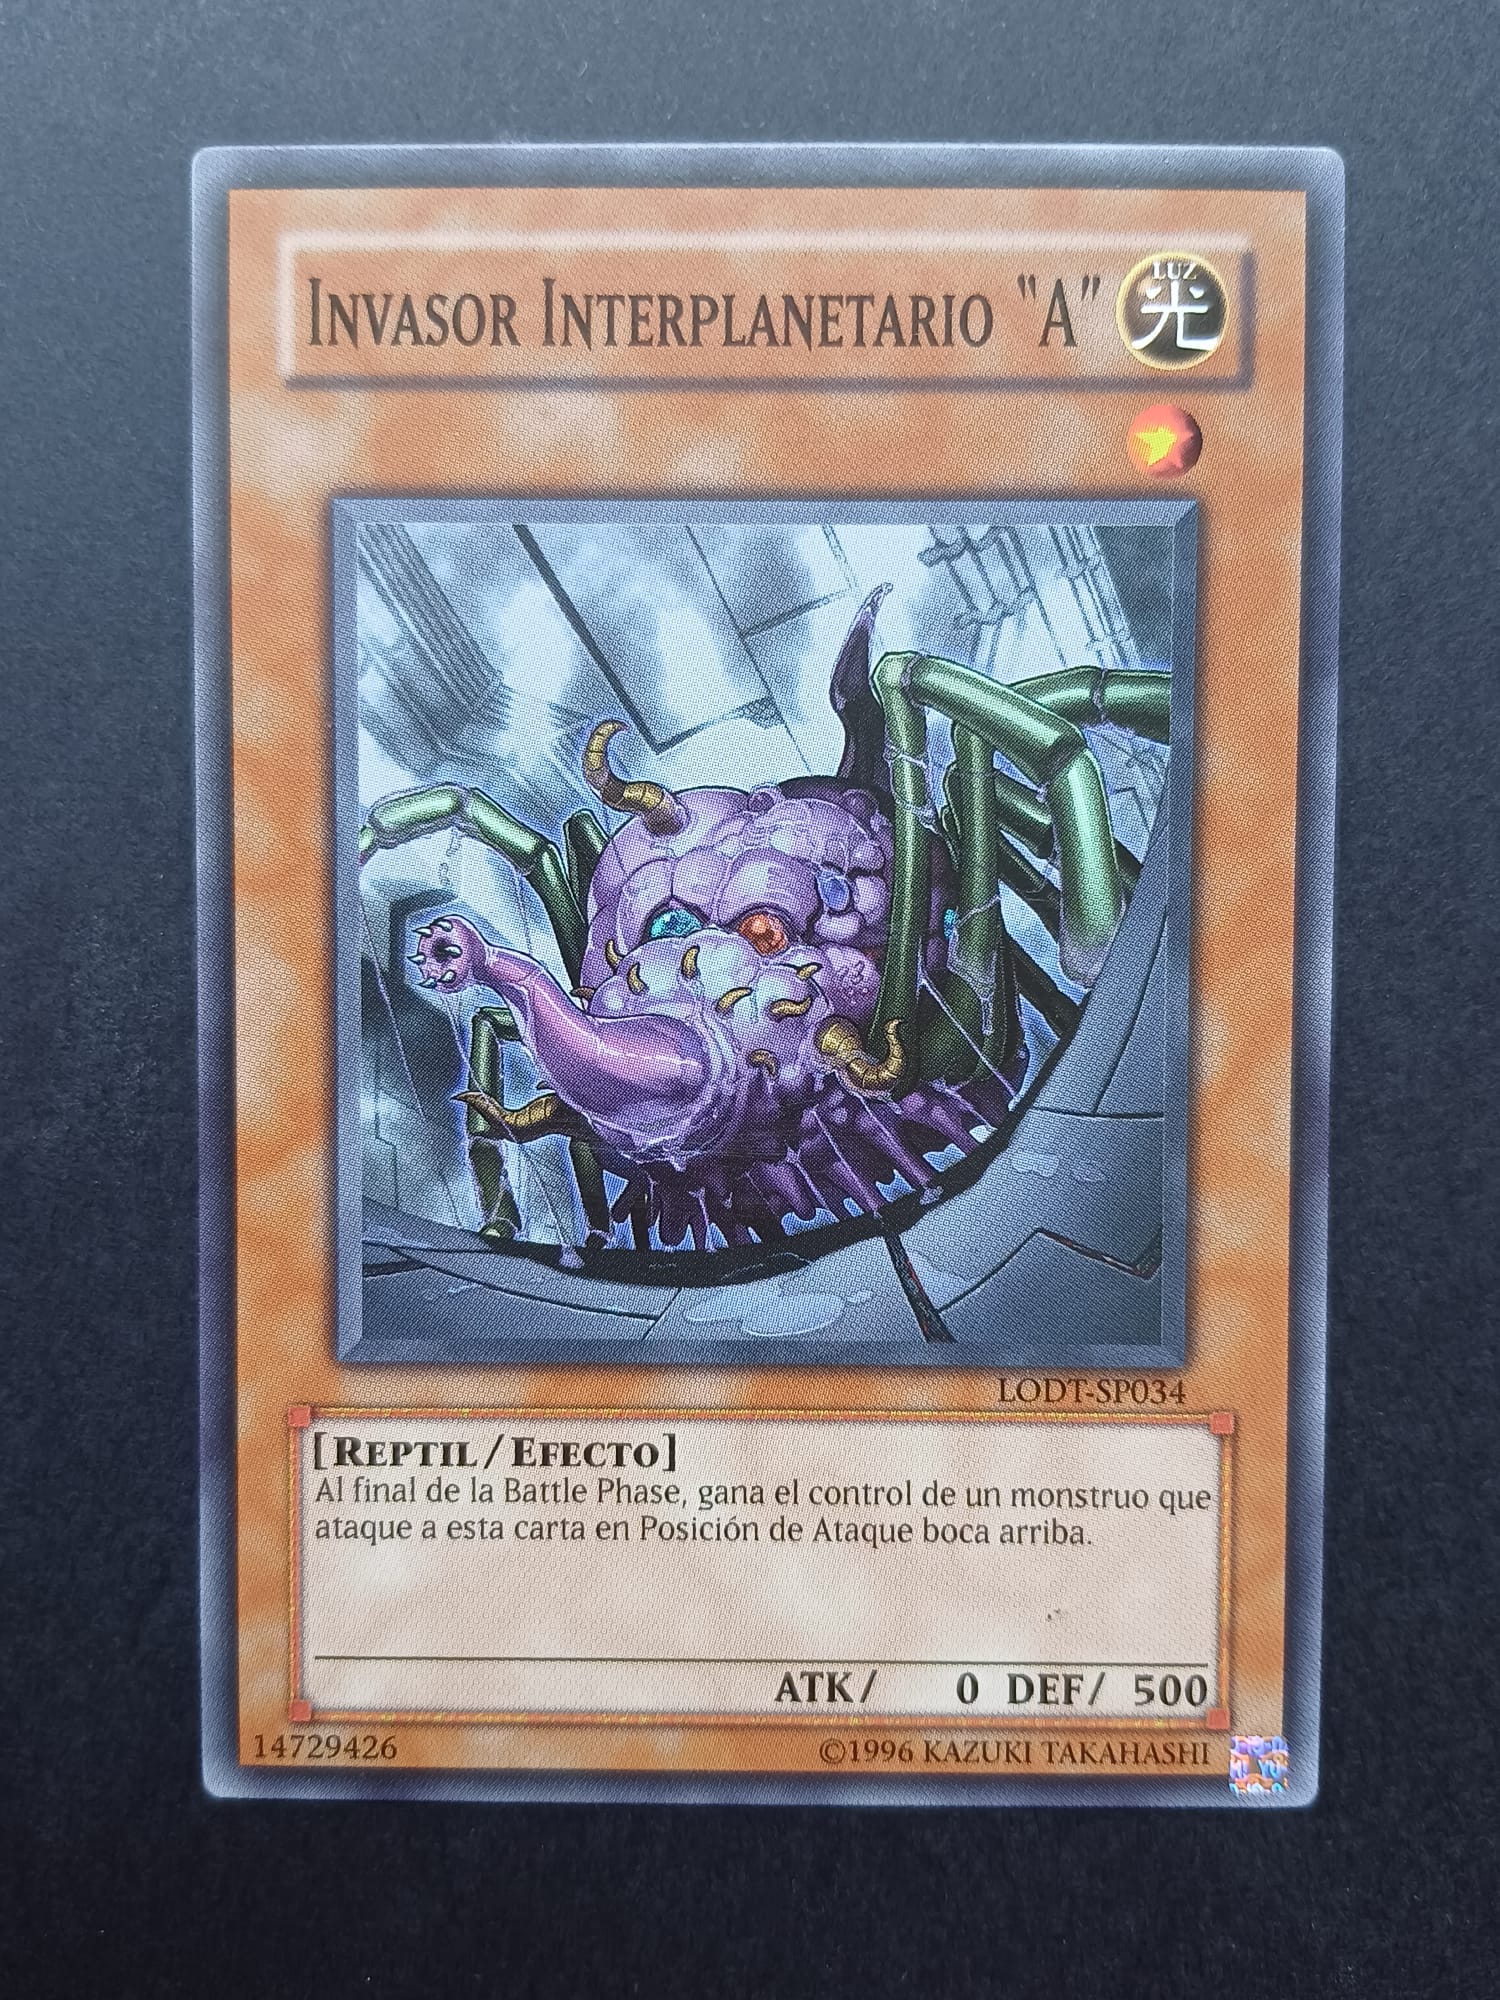 INVASOR INTERPLANETARIO "A"
LUZ
光
LODT-SP034
[REPTIL/EFECTO]
Al final de la Battle Phase, gana el control de un monstruo que
ataque a esta carta en Posición de Ataque boca arriba.
ATK/ 0 DEF/ 500
14729426
©1996 KAZUKI TAKAHASHI